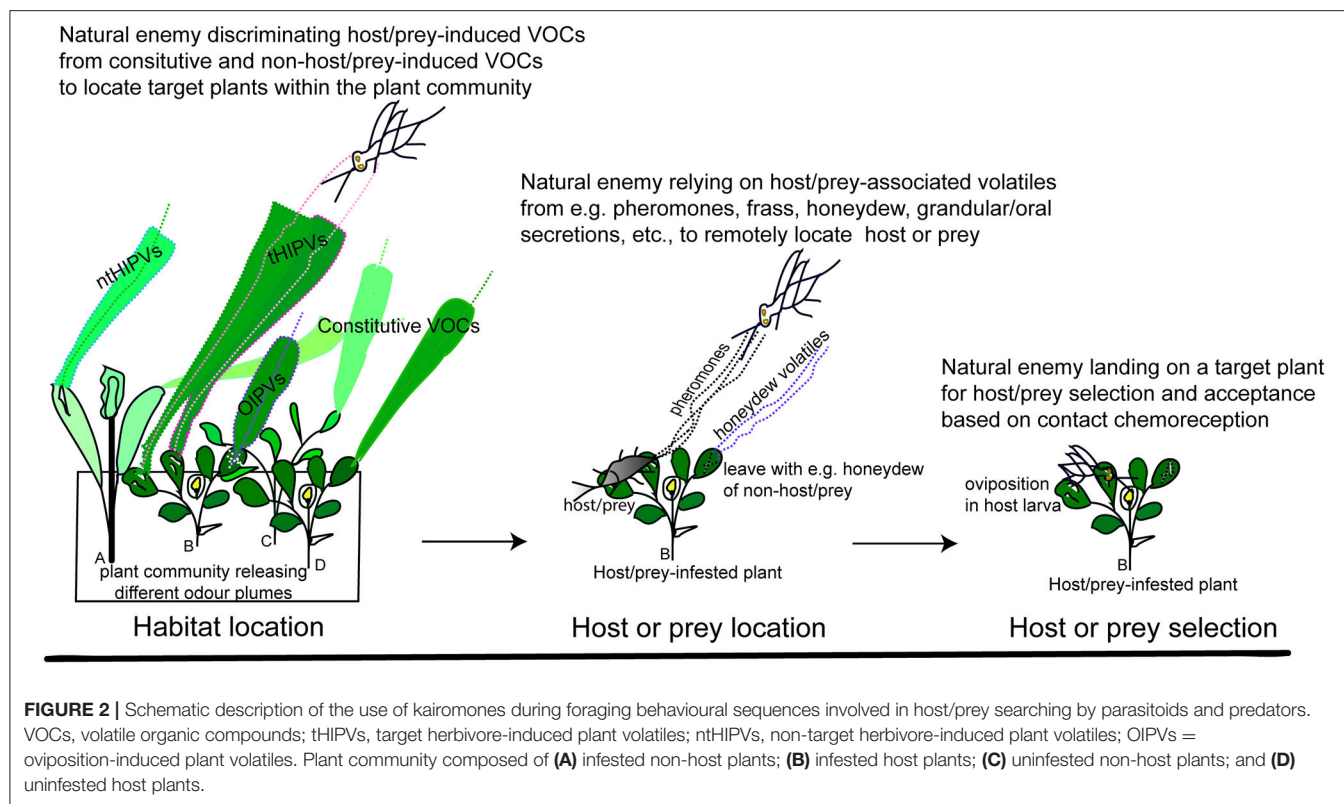 Natural enemy discriminating host/prey-induced VOCs
from consitutive and non-host/prey-induced VOCs
to locate target plants within the plant community
ntHIPVs
tHIPVs
Constitutive VOCs
OIPVs
A
B
C
D
plant community releasing
different odour plumes
Habitat location
Natural enemy relying on host/prey-associated volatiles
from e.g. pheromones, frass, honeydew, grandular/oral
secretions, etc., to remotely locate host or prey
pheromones
honeydew volatiles
host/prey
leave with e.g. honeydew
of non-host/prey
B
Host/prey-infested plant
Host or prey location
Natural enemy landing on a target plant
for host/prey selection and acceptance
based on contact chemoreception
oviposition
in host larva
B
Host/prey-infested plant
Host or prey selection
FIGURE 2 | Schematic description of the use of kairomones during foraging behavioural sequences involved in host/prey searching by parasitoids and predators.
VOCs, volatile organic compounds; tHIPVs, target herbivore-induced plant volatiles; ntHIPVs, non-target herbivore-induced plant volatiles; OIPVs =
oviposition-induced plant volatiles. Plant community composed of (A) infested non-host plants; (B) infested host plants; (C) uninfested non-host plants; and (D)
uninfested host plants.